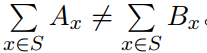 ∑_{x∈S} A_x ≠ ∑_{x∈S} B_x。